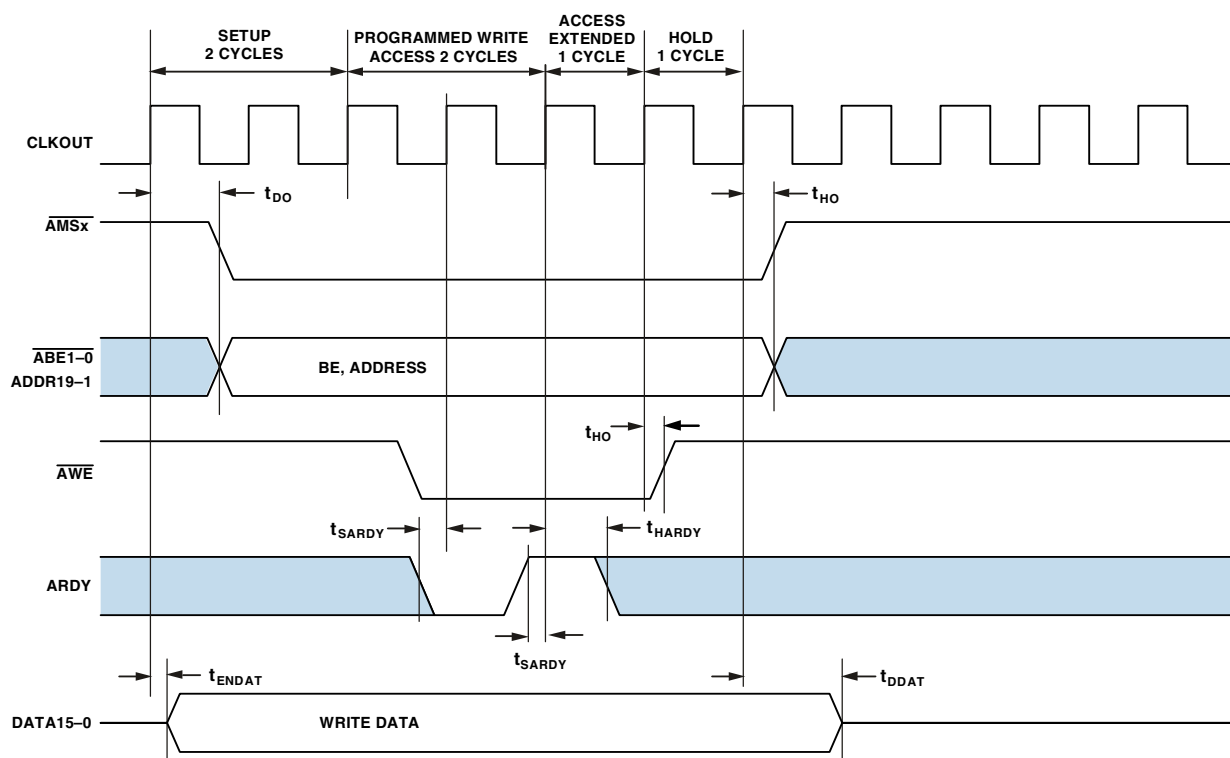 SETUP
2 CYCLES
PROGRAMMED WRITE
ACCESS 2 CYCLES
ACCESS
EXTENDED
1 CYCLE
HOLD
1 CYCLE
CLKOUT
tDO
tHO
AMSx
ABE1–0
ADDR19–1
BE, ADDRESS
tHO
AWE
tSARDY
tHARDY
ARDY
tSARDY
tENDAT
tDDAT
DATA15–0
WRITE DATA